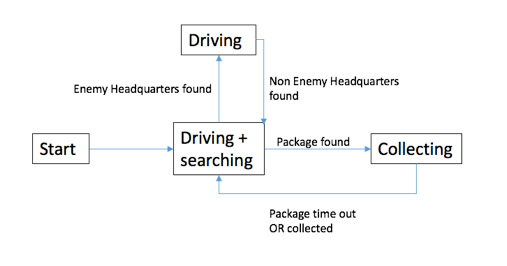 Driving
Enemy Headquarters found
Non Enemy Headquarters
found
Start
Driving +
searching
Package found
Collecting
Package time out
OR collected